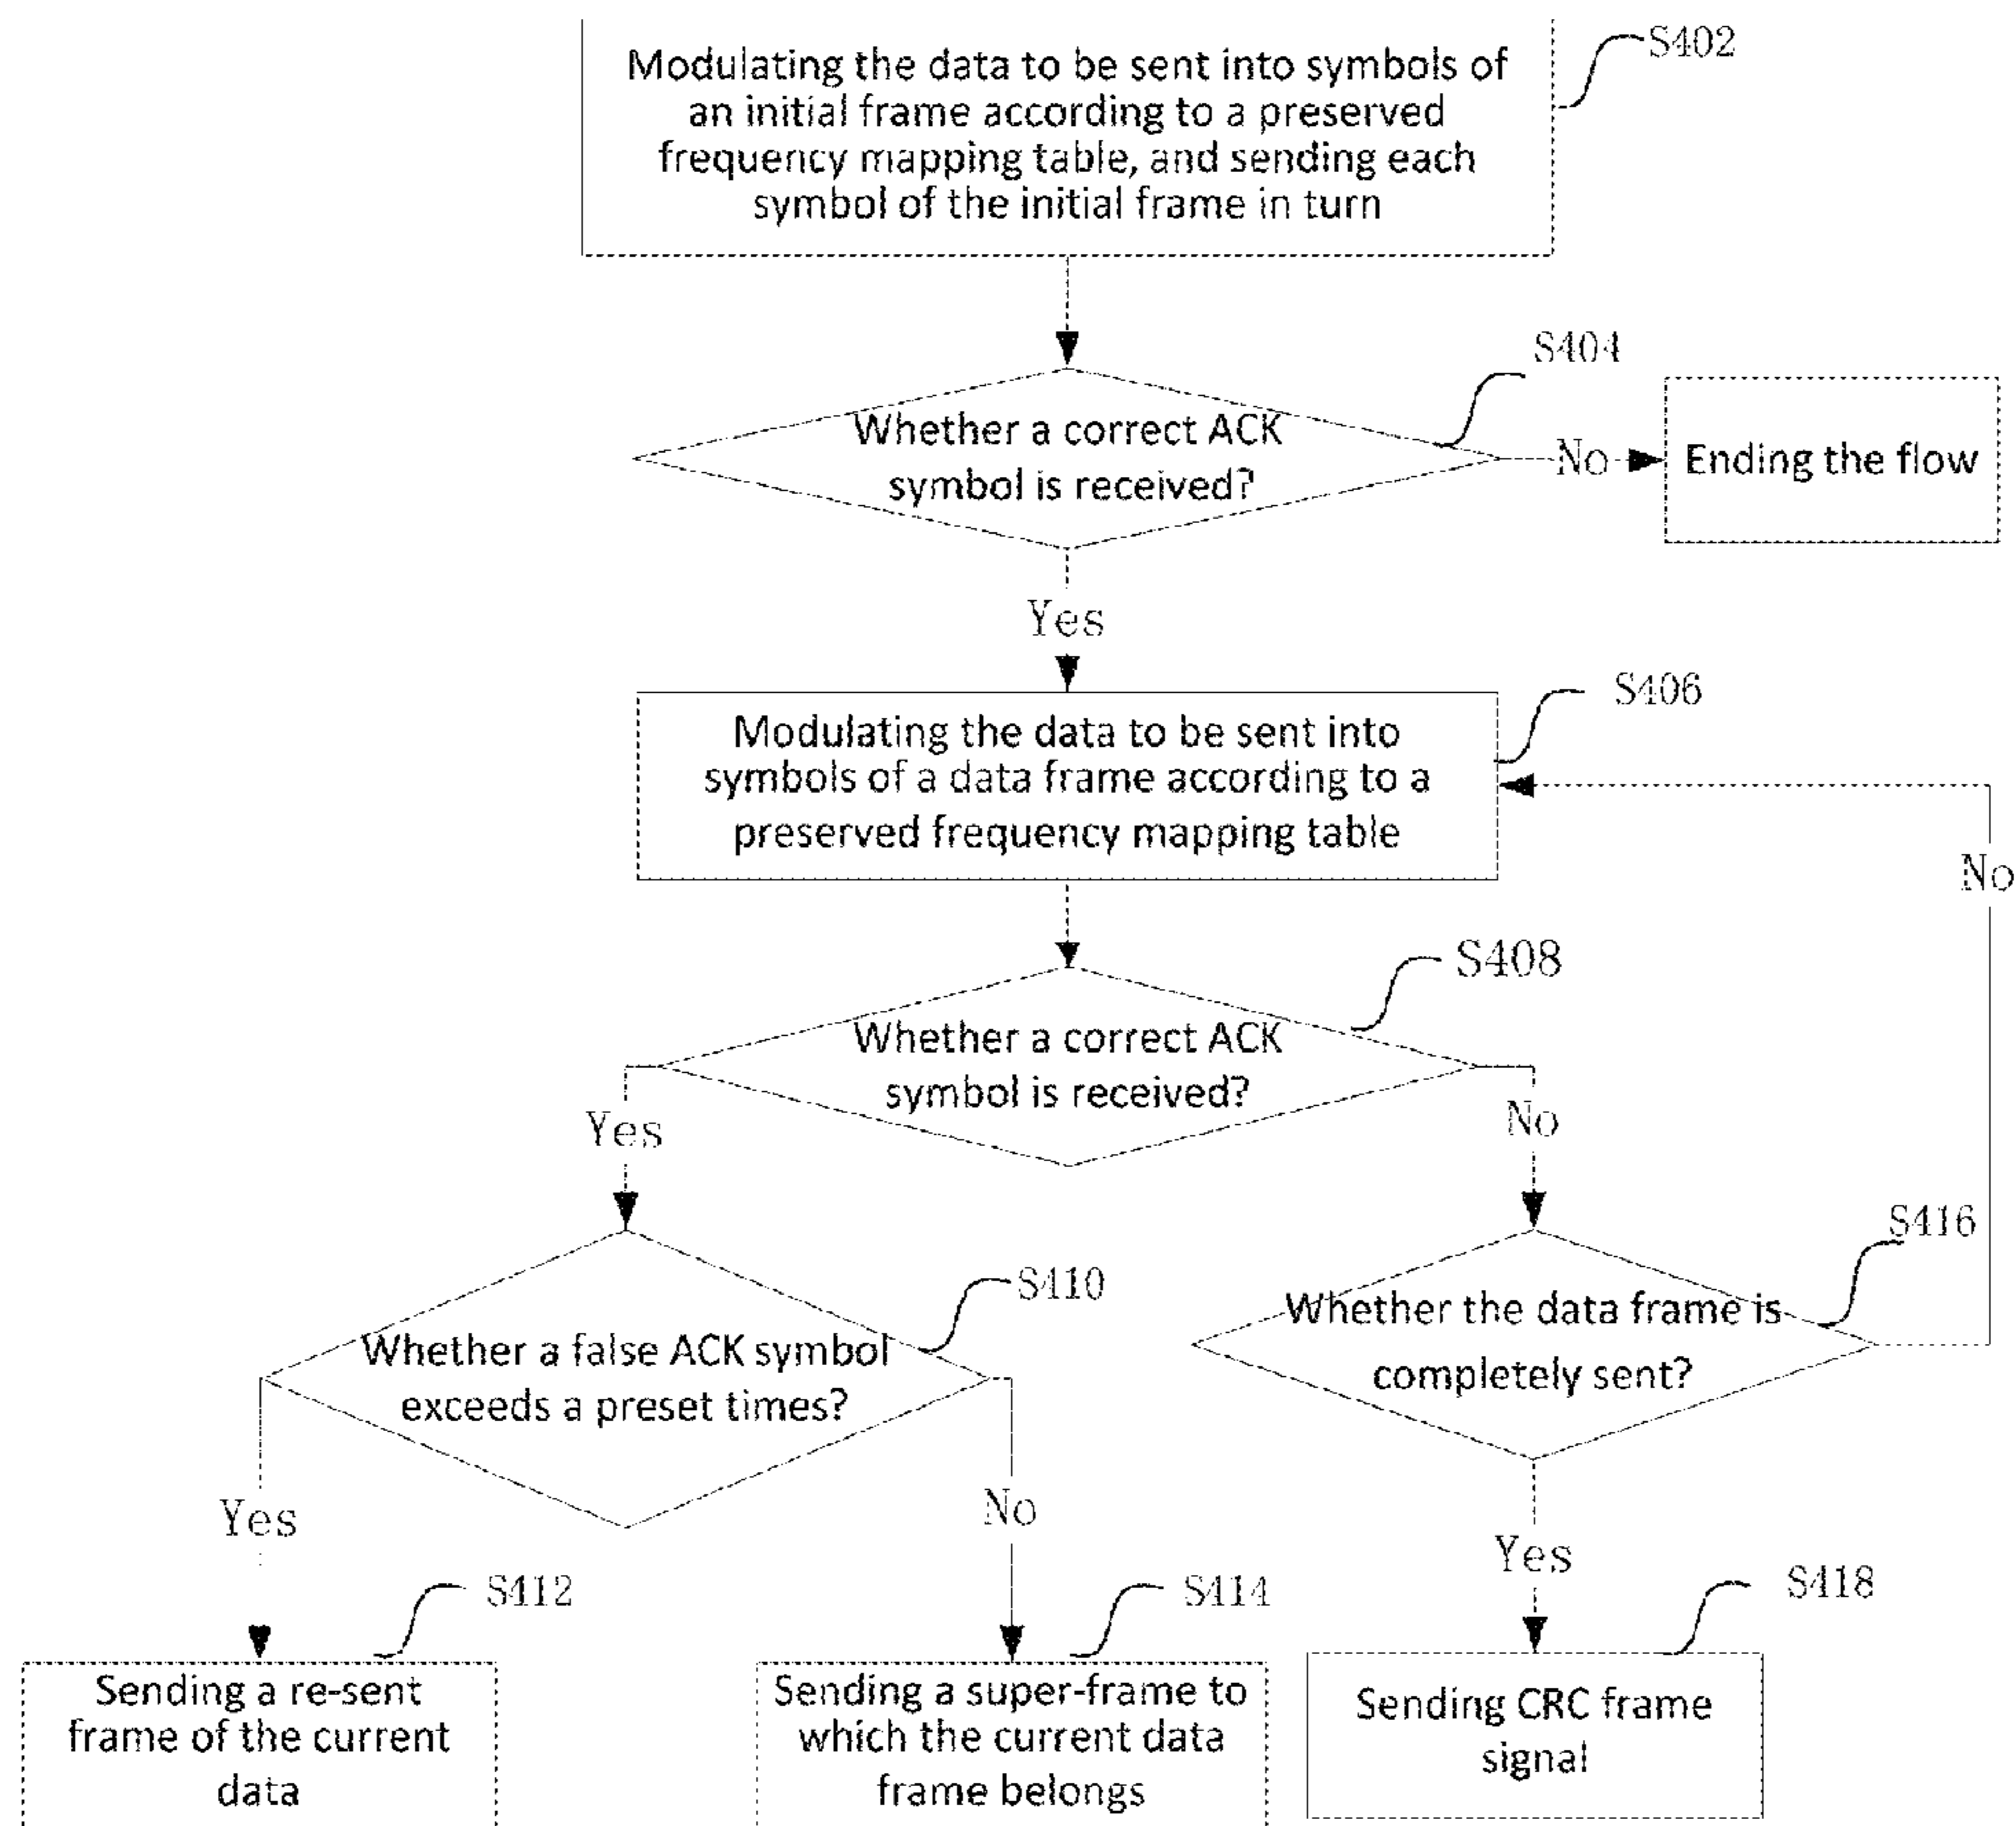 Modulating the data to be sent into symbols of
an initial frame according to a preserved
frequency mapping table, and sending each
symbol of the initial frame in turn
S402
Whether a correct ACK
symbol is received?
S404
No
Ending the flow
Yes
Modulating the data to be sent into
symbols of a data frame according to a
preserved frequency mapping table
S406
No
Whether a correct ACK
symbol is received?
S408
Yes
No
Whether a false ACK symbol
exceeds a preset times?
S410
Whether the data frame is
completely sent?
S416
Yes
No
Yes
S412
S414
S418
Sending a re-sent
frame of the current
data
Sending a super-frame to
which the current data
frame belongs
Sending CRC frame
signal